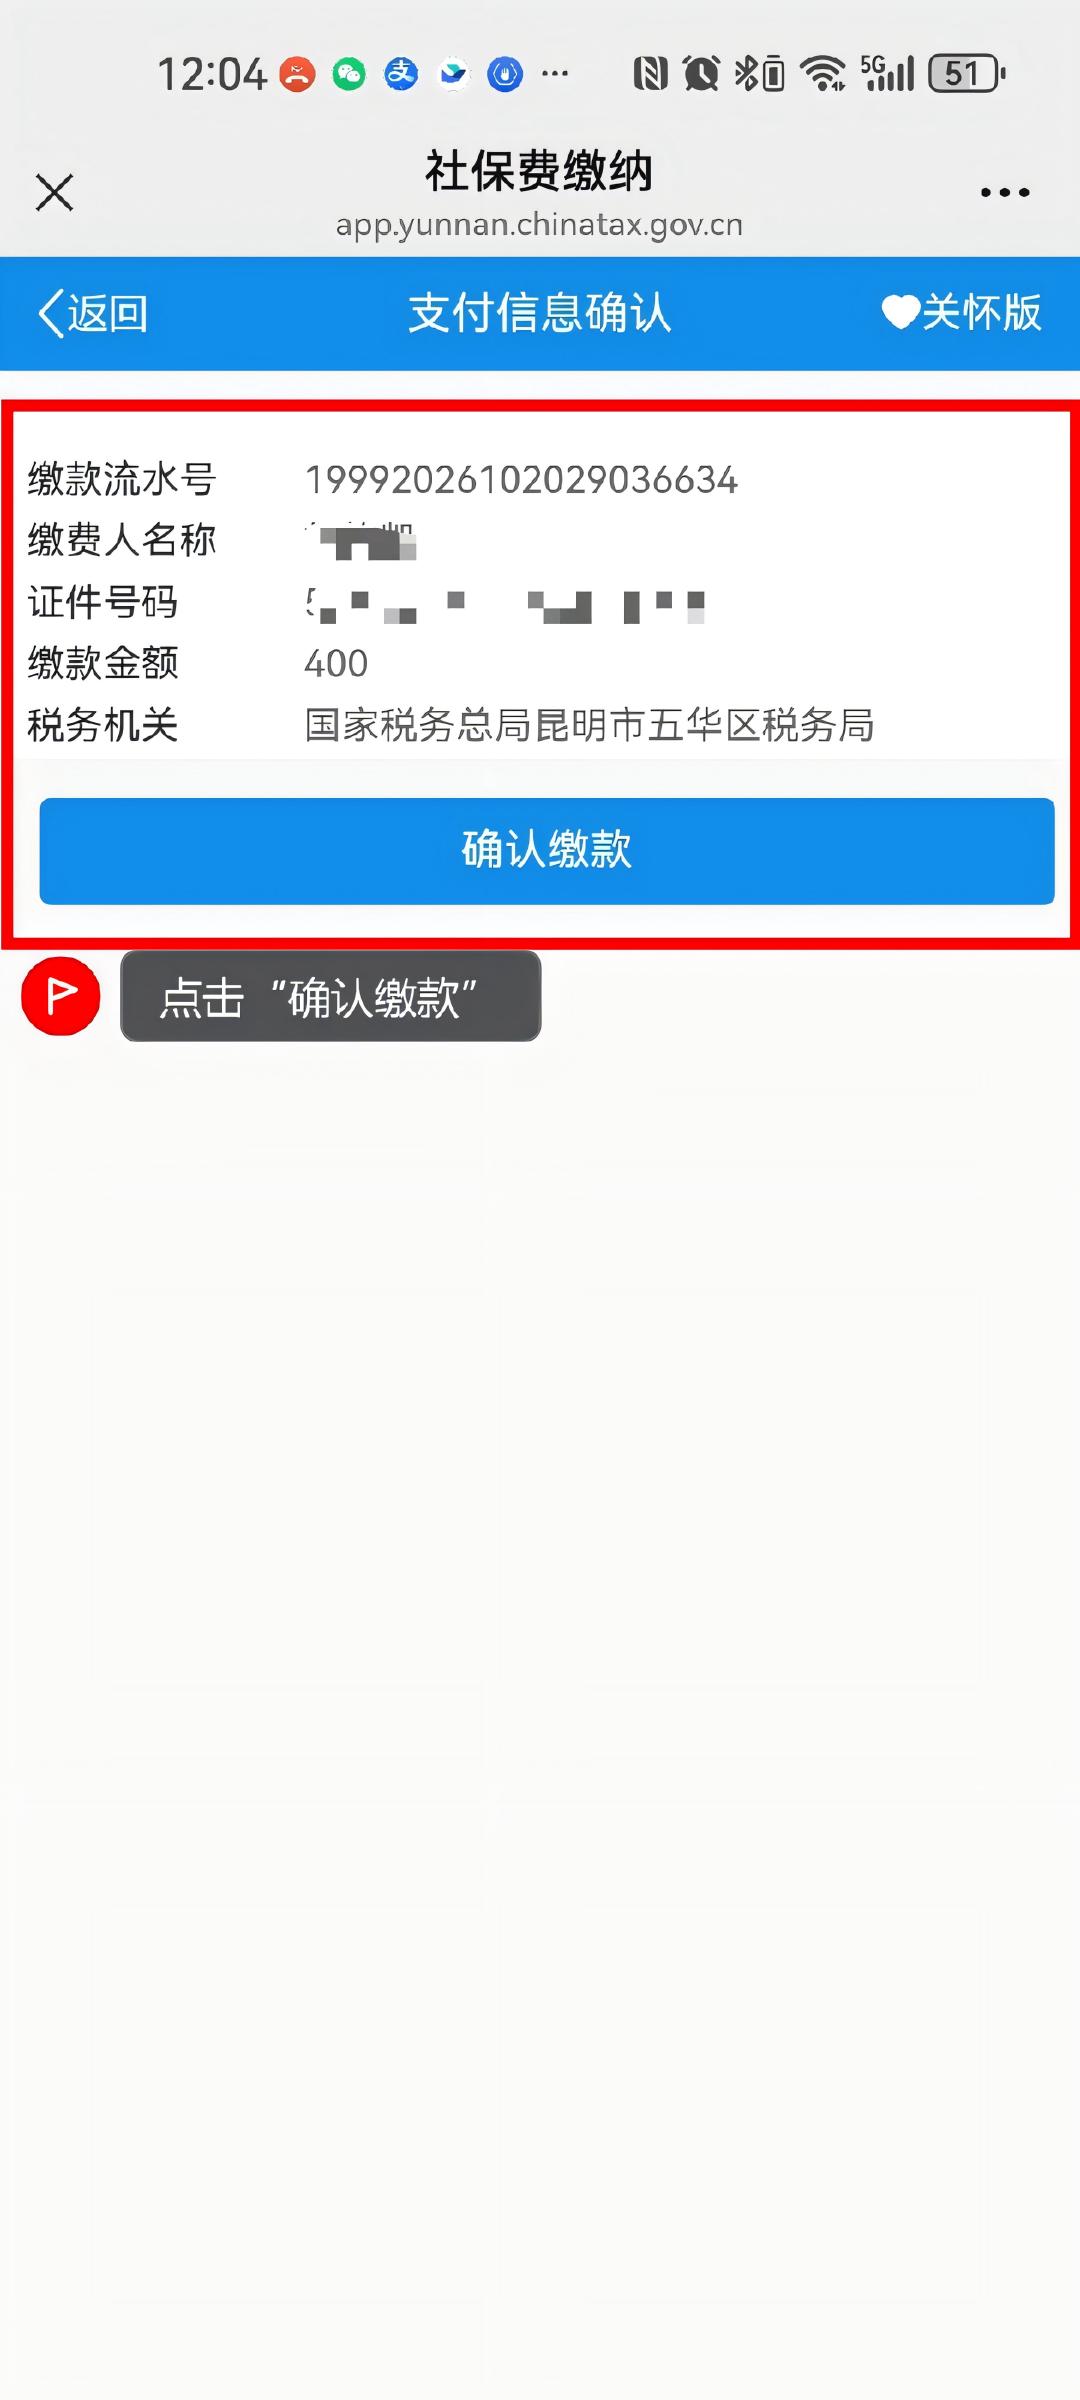 12:04
5G
51
社保费缴纳
app.yunnan.chinatax.gov.cn
返回
支付信息确认
关怀版
缴款流水号 19992026102029036634
缴费人名称
证件号码
缴款金额 400
税务机关 国家税务总局昆明市五华区税务局
确认缴款
点击“确认缴款”